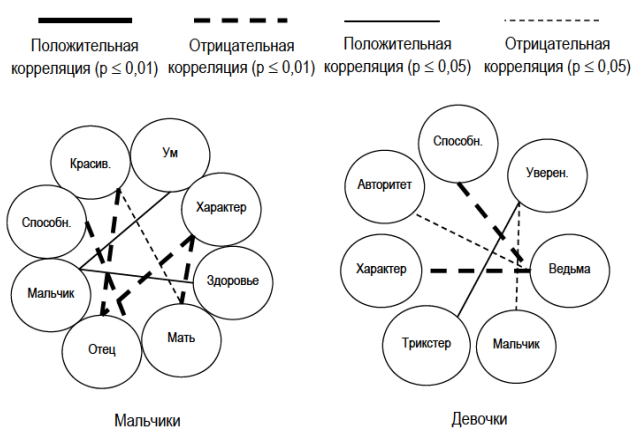 Положительная
корреляция (p ≤ 0,01)
Отрицательная
корреляция (p ≤ 0,01)
Положительная
корреляция (p ≤ 0,05)
Отрицательная
корреляция (p ≤ 0,05)
Ум
Красив.
Характер
Способн.
Здоровье
Мальчик
Мать
Отец
Мальчики
Способн.
Уверен.
Авторитет
Характер
Ведьма
Трикстер
Мальчик
Девочки